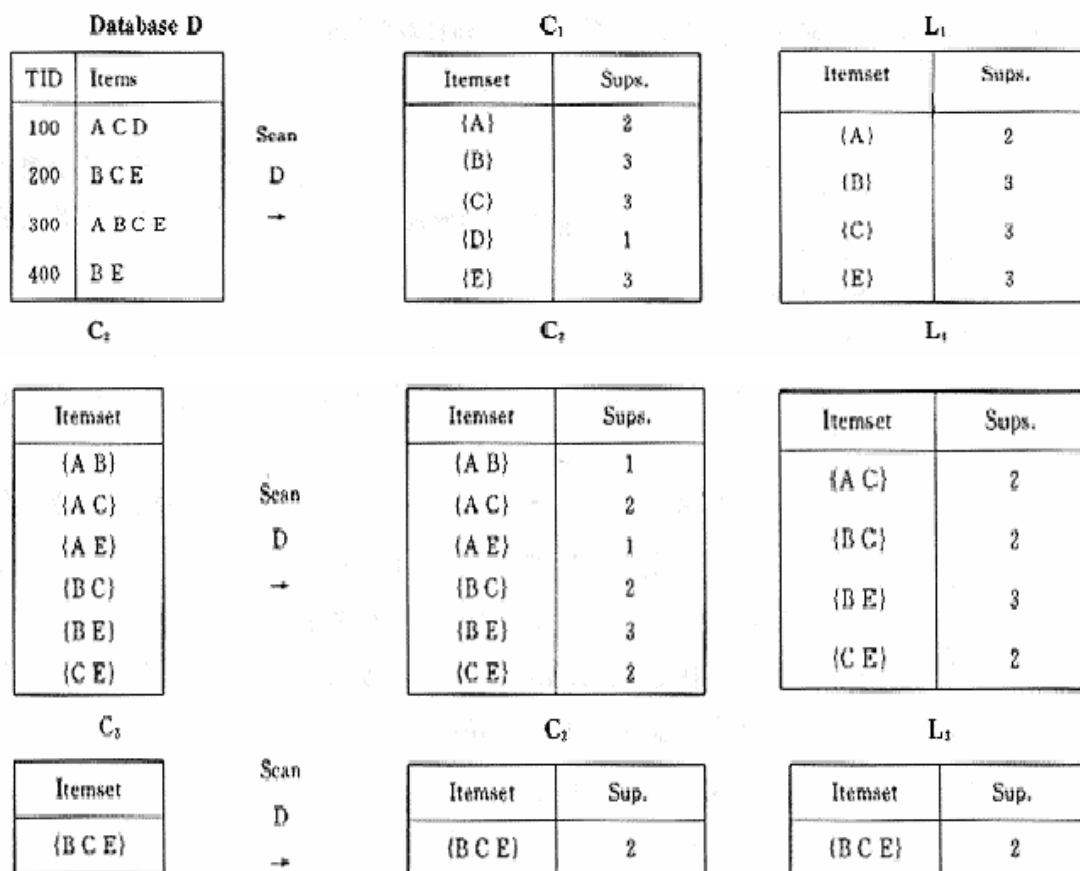 Database D
C₁
L₁
TID Items
Itemset Sups.
Itemset Sups.
100 A C D
200 B C E
300 A B C E
400 B E
Scan
D
→
{A} 2
{B} 3
{C} 3
{D} 1
{E} 3
{A} 2
{B} 3
{C} 3
{E} 3
C₂
C₂
L₁
Itemset
{A B}
{A C}
{A E}
{B C}
{B E}
{C E}
Scan
D
→
Itemset Sups.
{A B} 1
{A C} 2
{A E} 1
{B C} 2
{B E} 3
{C E} 2
Itemset Sups.
{A C} 2
{B C} 2
{B E} 3
{C E} 2
C₃
C₃
L₃
Itemset
{B C E}
Scan
D
→
Itemset Sup.
{B C E} 2
Itemset Sup.
{B C E} 2